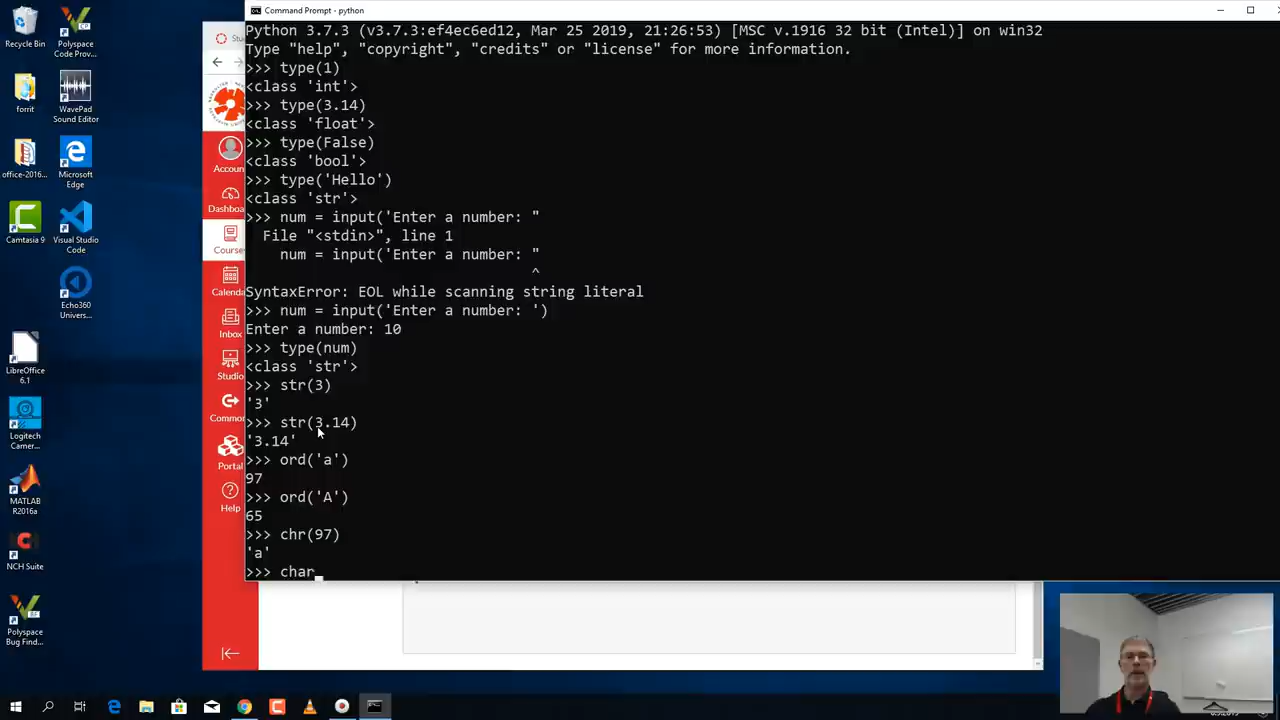 Command Prompt - python
Python 3.7.3 (v3.7.3:ef4ec6ed12, Mar 25 2019, 21:26:53) [MSC v.1916 32 bit (Intel)] on win32
Type "help", "copyright", "credits" or "license" for more information.
>>> type(1)
<class 'int'>
>>> type(3.14)
<class 'float'>
>>> type(False)
<class 'bool'>
>>> type('Hello')
<class 'str'>
>>> num = input('Enter a number: "
File "<stdin>", line 1
num = input('Enter a number: "
^
SyntaxError: EOL while scanning string literal
>>> num = input('Enter a number: ')
Enter a number: 10
>>> type(num)
<class 'str'>
>>> str(3)
'3'
>>> str(3.14)
'3.14'
>>> ord('a')
97
>>> ord('A')
65
>>> chr(97)
'a'
>>> char
Recycle Bin
Polyspace
Code Prov...
forrit
WavePad
Sound Editor
office-2016...
Microsoft
Edge
Camtasia 9
Visual Studio
Code
Echo360
Univers...
LibreOffice
6.1
Logitech
Camer...
MATLAB
R2016a
NCH Suite
Polyspace
Bug Find...
Stu
Accoun
Dashboa
Course
Calenda
Inbox
Studio
Common
Portal
Help